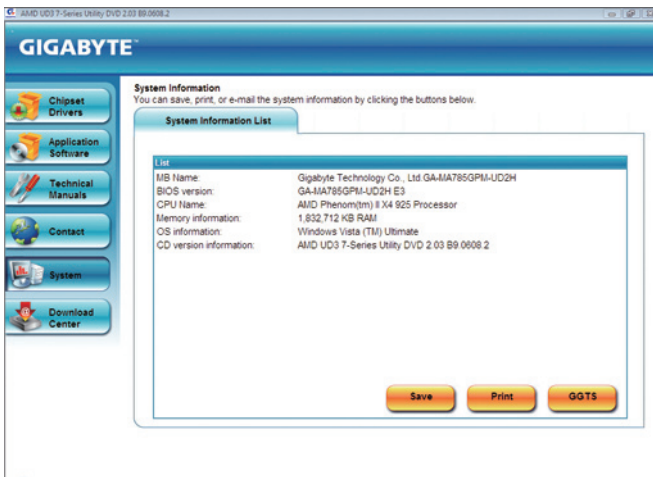 AMD UD3 7-Series Utility DVD 2.03 B9.0608.2
GIGABYTE™
Chipset
Drivers
Application
Software
Technical
Manuals
Contact
System
Download
Center
System Information
You can save, print, or e-mail the system information by clicking the buttons below.
System Information List
List
MB Name: Gigabyte Technology Co., Ltd.GA-MA785GPM-UD2H
BIOS version: GA-MA785GPM-UD2H E3
CPU Name: AMD Phenom(tm) II X4 925 Processor
Memory information: 1,832,712 KB RAM
OS information: Windows Vista (TM) Ultimate
CD version information: AMD UD3 7-Series Utility DVD 2.03 B9.0608.2
Save Print GGTS